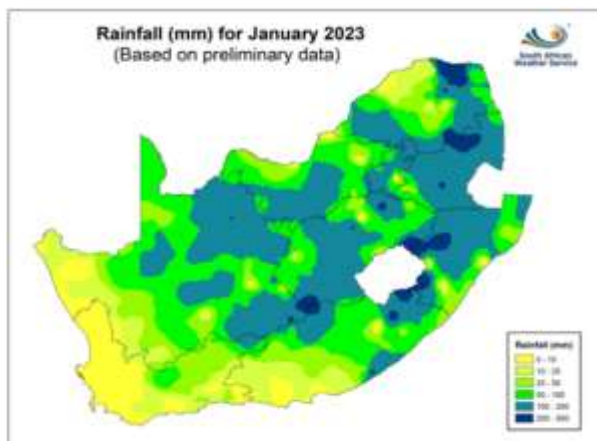 Rainfall (mm) for January 2023
(Based on preliminary data)
South African
Weather Service
Rainfall (mm)
0 - 10
10 - 25
25 - 50
50 - 100
100 - 200
200 - 500